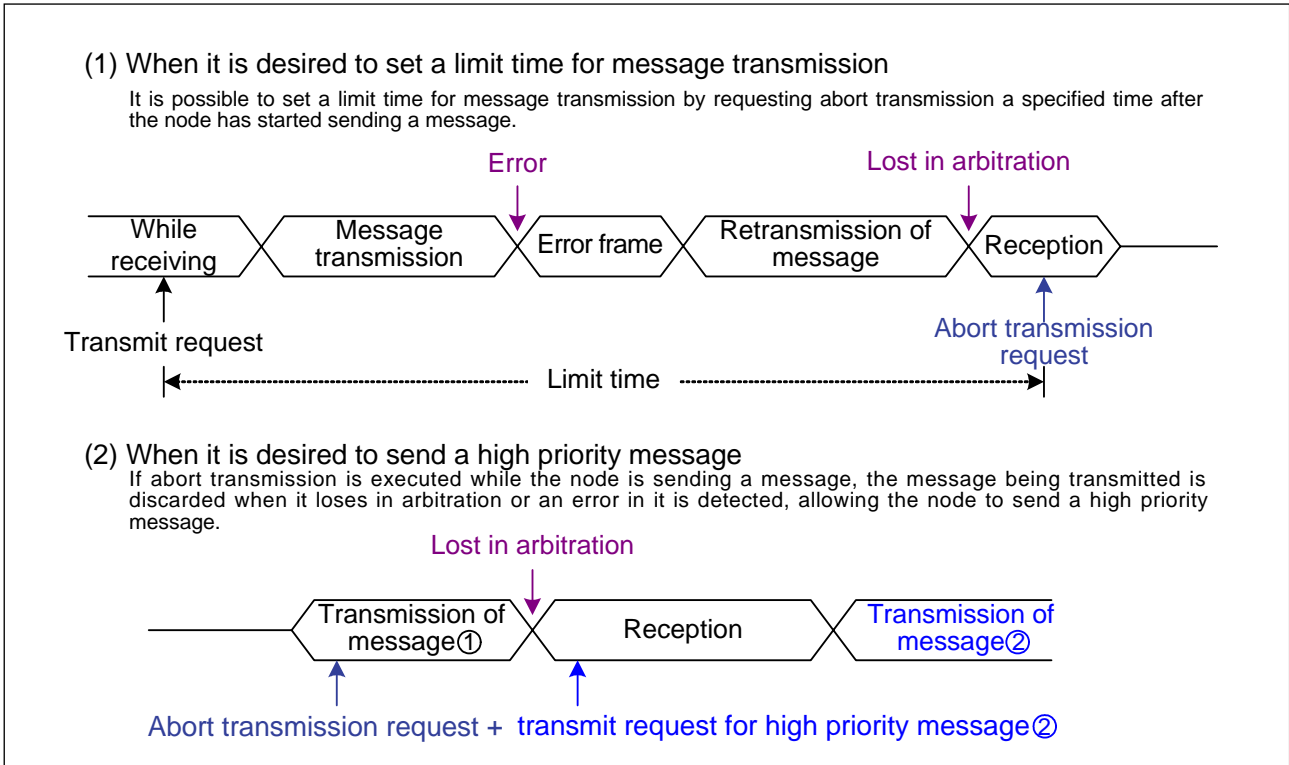 (1) When it is desired to set a limit time for message transmission
It is possible to set a limit time for message transmission by requesting abort transmission a specified time after
the node has started sending a message.
Error
Lost in arbitration
While
receiving
Message
transmission
Error frame
Retransmission of
message
Reception
Transmit request
Abort transmission
request
Limit time
(2) When it is desired to send a high priority message
If abort transmission is executed while the node is sending a message, the message being transmitted is
discarded when it loses in arbitration or an error in it is detected, allowing the node to send a high priority
message.
Lost in arbitration
Transmission of
message①
Reception
Transmission of
message②
Abort transmission request + transmit request for high priority message②